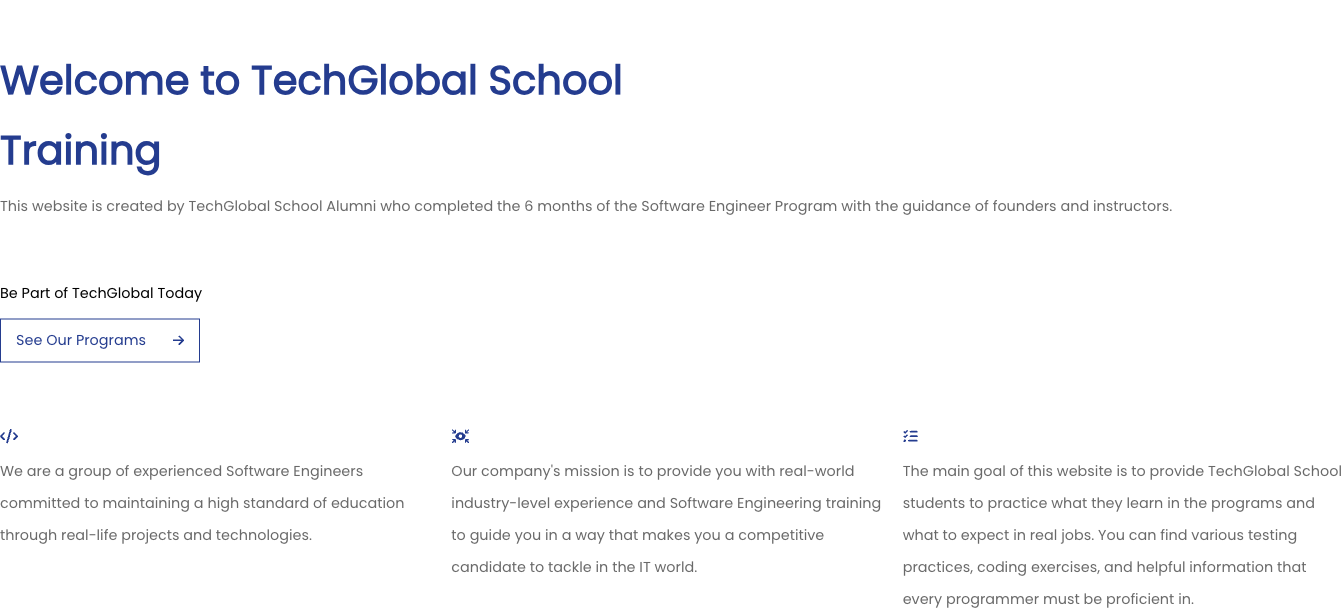 Welcome to TechGlobal School
Training
This website is created by TechGlobal School Alumni who completed the 6 months of the Software Engineer Program with the guidance of founders and instructors.
Be Part of TechGlobal Today
See Our Programs
We are a group of experienced Software Engineers
committed to maintaining a high standard of education
through real-life projects and technologies.
Our company's mission is to provide you with real-world
industry-level experience and Software Engineering training
to guide you in a way that makes you a competitive
candidate to tackle in the IT world.
The main goal of this website is to provide TechGlobal School
students to practice what they learn in the programs and
what to expect in real jobs. You can find various testing
practices, coding exercises, and helpful information that
every programmer must be proficient in.